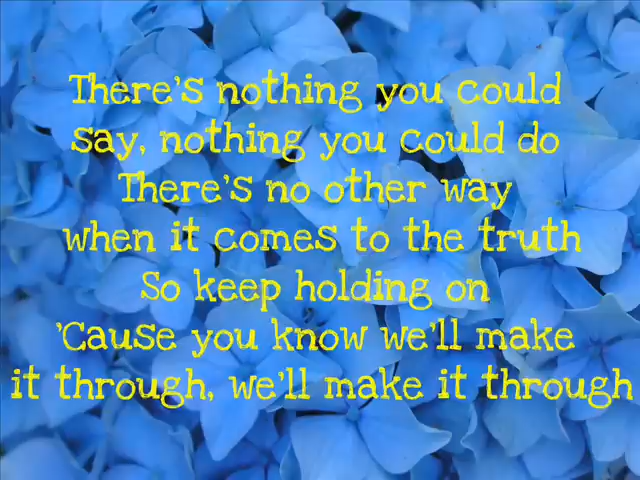 There's nothing you could
say, nothing you could do
There's no other way
when it comes to the truth
So keep holding on
'Cause you know we'll make
it through, we'll make it through